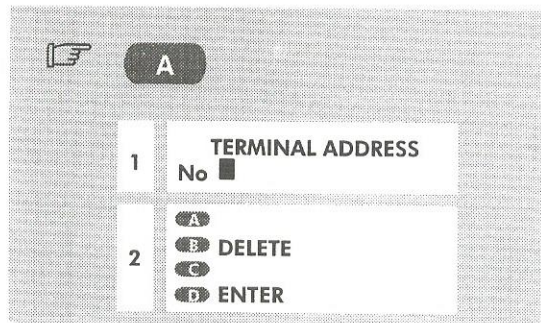 A
1
TERMINAL ADDRESS
No
2
A
B DELETE
C
D ENTER